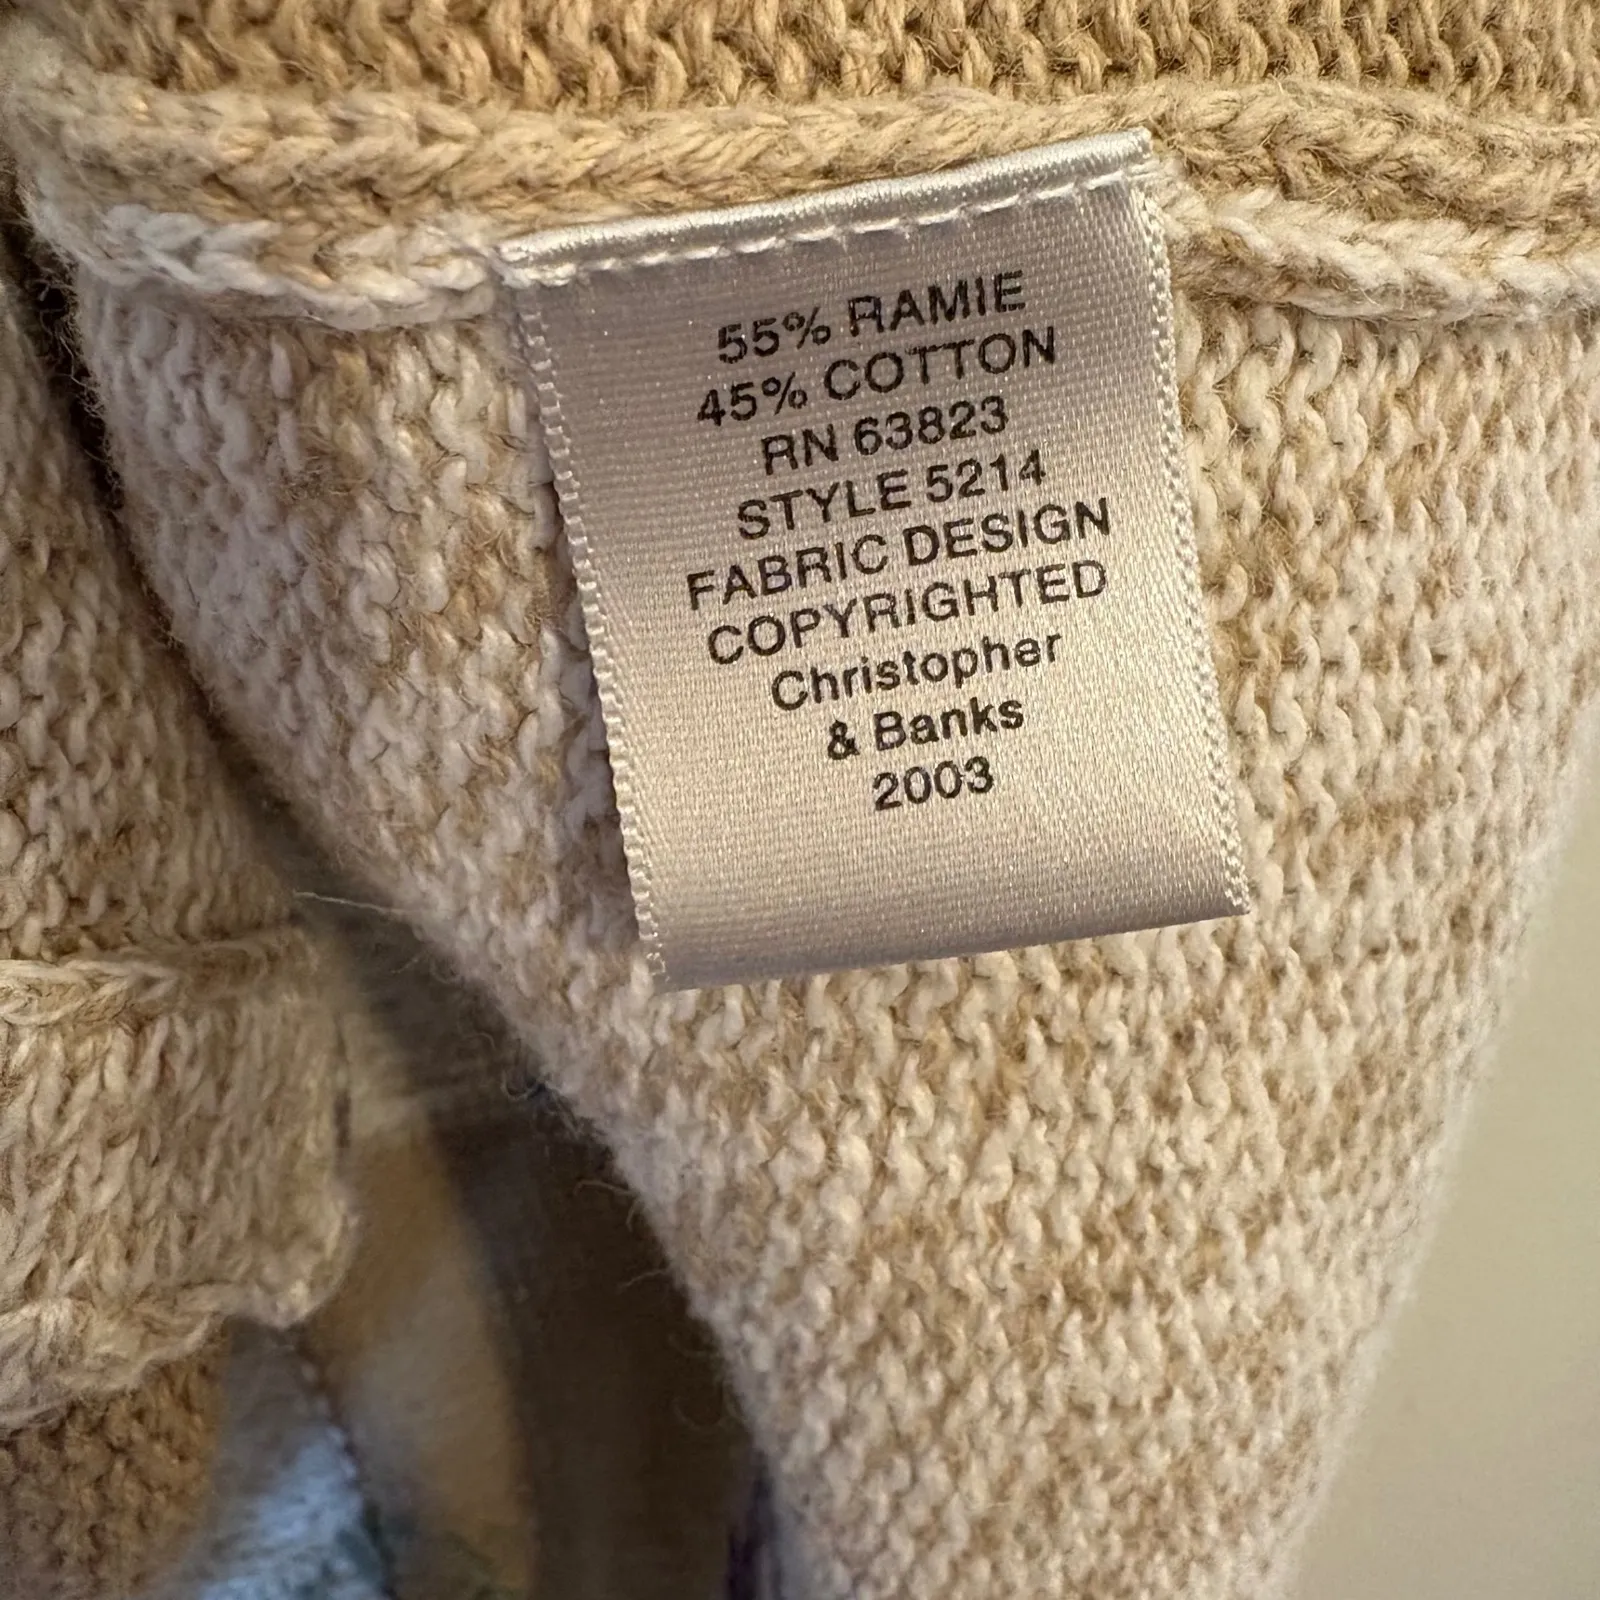 55% RAMIE
45% COTTON
RN 63823
STYLE 5214
FABRIC DESIGN
COPYRIGHTED
Christopher
& Banks
2003